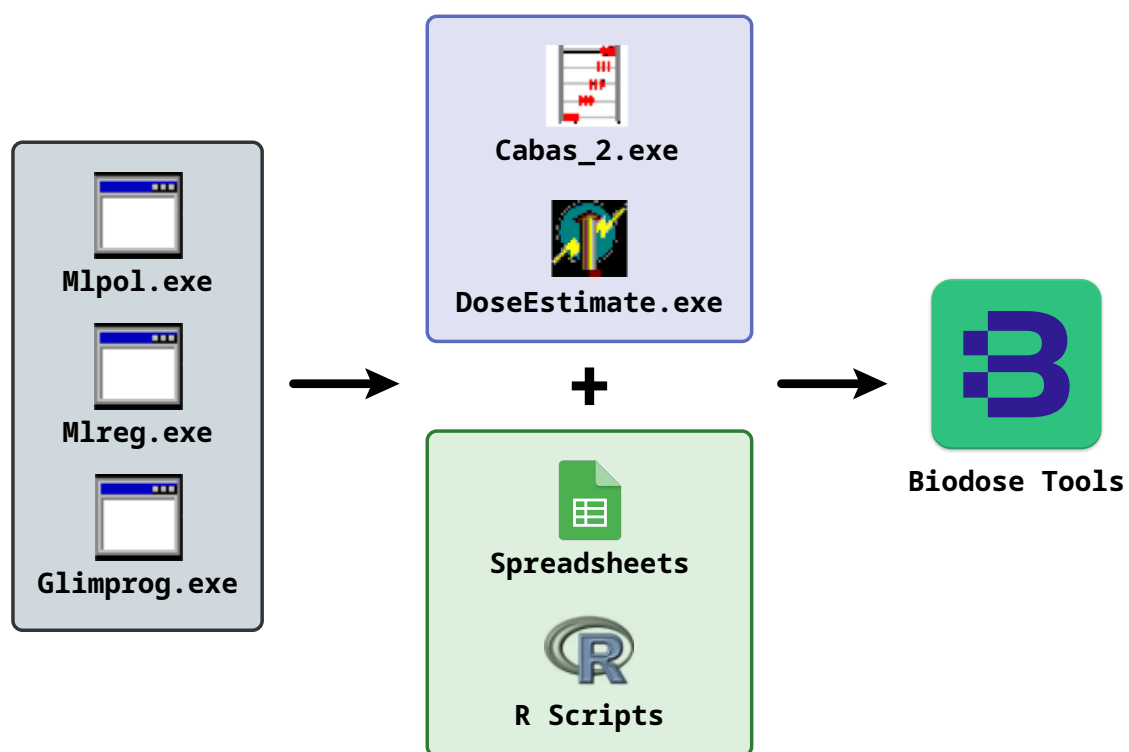 Mlpol.exe
Mlreg.exe
Glimprog.exe
Cabas_2.exe
DoseEstimate.exe
+
Spreadsheets
R
R Scripts
B
Biodose Tools